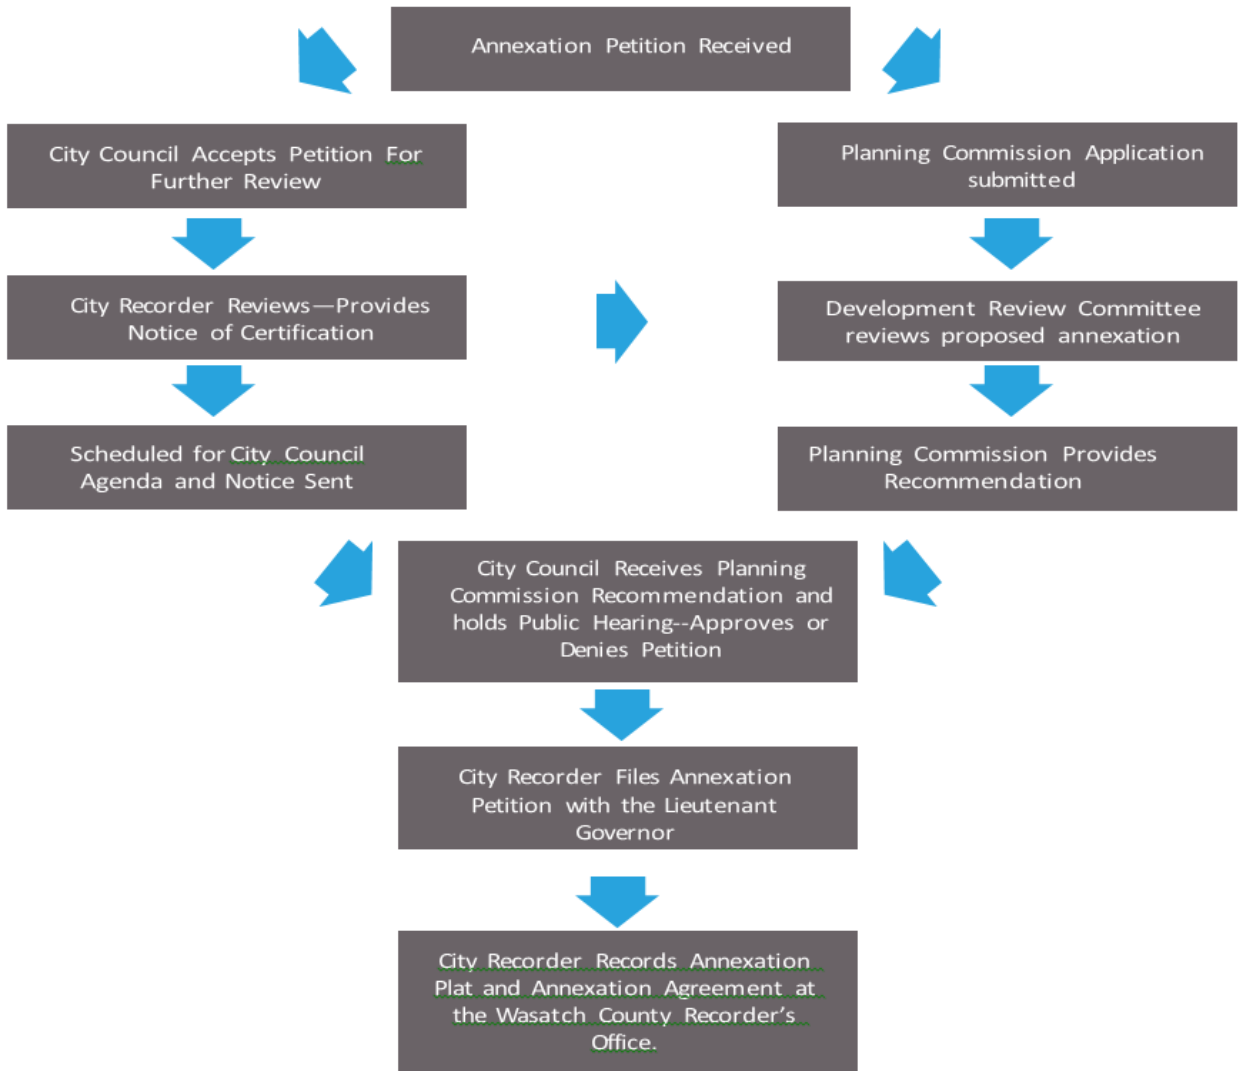 Annexation Petition Received
City Council Accepts Petition For
Further Review
Planning Commission Application
submitted
City Recorder Reviews—Provides
Notice of Certification
Development Review Committee
reviews proposed annexation
Scheduled for City Council
Agenda and Notice Sent
Planning Commission Provides
Recommendation
City Council Receives Planning
Commission Recommendation and
holds Public Hearing--Approves or
Denies Petition
City Recorder Files Annexation
Petition with the Lieutenant
Governor
City Recorder Records Annexation
Plat and Annexation Agreement at
the Wasatch County Recorder’s
Office.